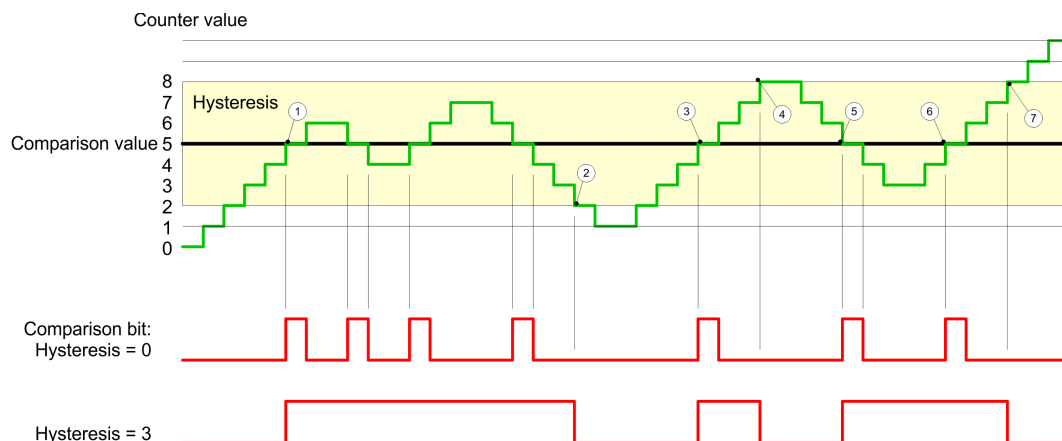 Counter value
8
Hysteresis
7
1
6
3
4
5
6
7
Comparison value 5
4
3
2
2
1
0
Comparison bit:
Hysteresis = 0
Hysteresis = 3